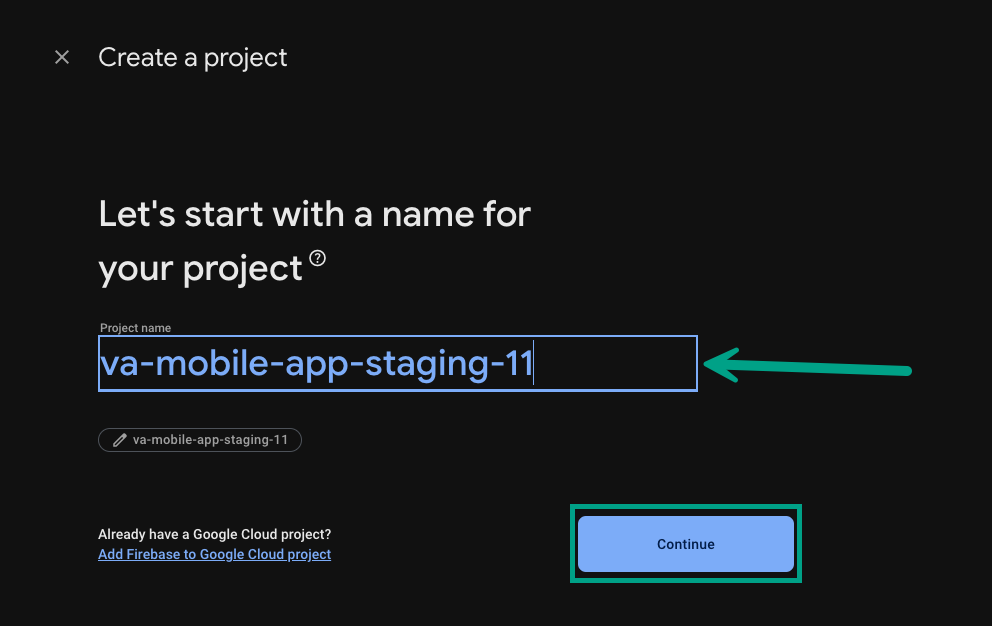 Create a project
Let's start with a name for
your project
Project name
va-mobile-app-staging-11
va-mobile-app-staging-11
Already have a Google Cloud project?
Add Firebase to Google Cloud project
Continue